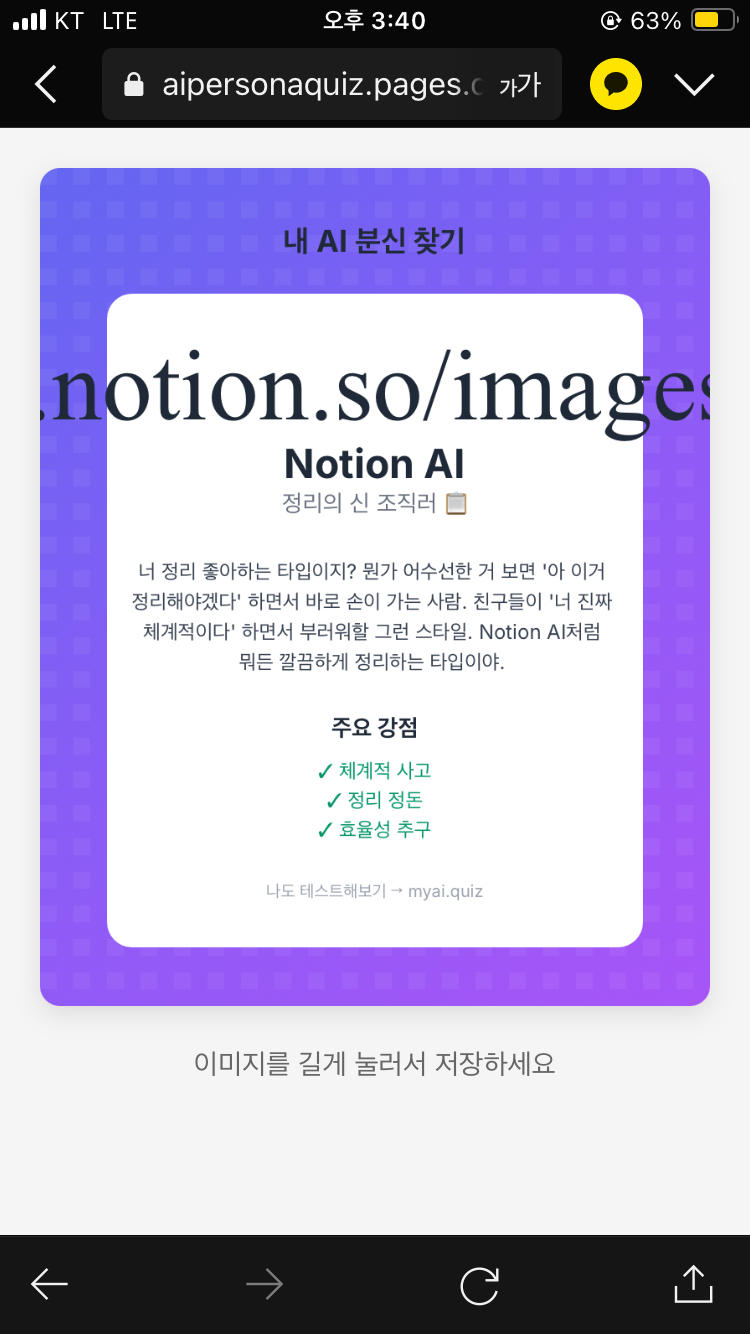 KT LTE 오후 3:40 63%
aipersonaquiz.pages. 가가
내 AI 분신 찾기
.notion.so/images
Notion AI
정리의 신 조직러 📋
너 정리 좋아하는 타입이지? 뭔가 어수선한 거 보면 '아 이거
정리해야겠다' 하면서 바로 손이 가는 사람. 친구들이 '너 진짜
체계적이다' 하면서 부러워할 그런 스타일. Notion AI처럼
뭐든 깔끔하게 정리하는 타입이야.
주요 강점
✓ 체계적 사고
✓ 정리 정돈
✓ 효율성 추구
나도 테스트해보기 → myai.quiz
이미지를 길게 눌러서 저장하세요